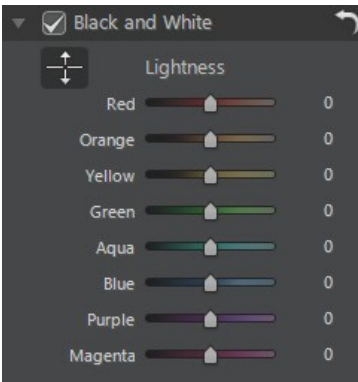 Black and White
Lightness
Red 0
Orange 0
Yellow 0
Green 0
Aqua 0
Blue 0
Purple 0
Magenta 0